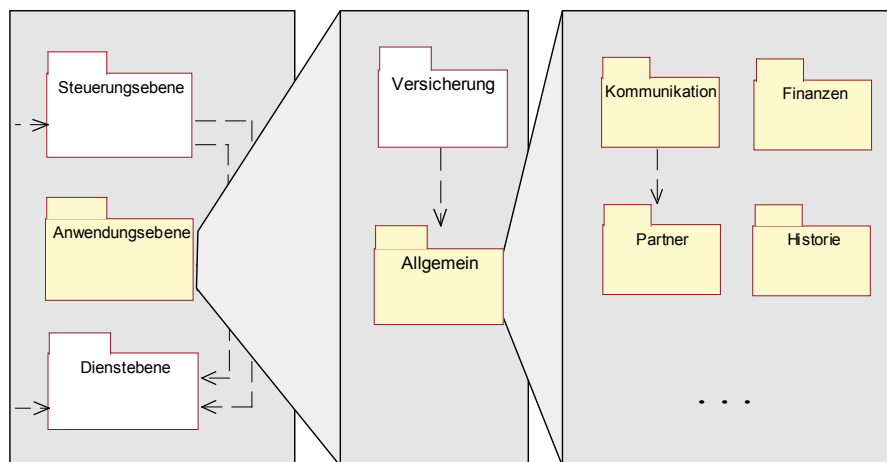 Steuerungsebene
Anwendungsebene
Dienstebene
Versicherung
Allgemein
Kommunikation
Finanzen
Partner
Historie
. . .